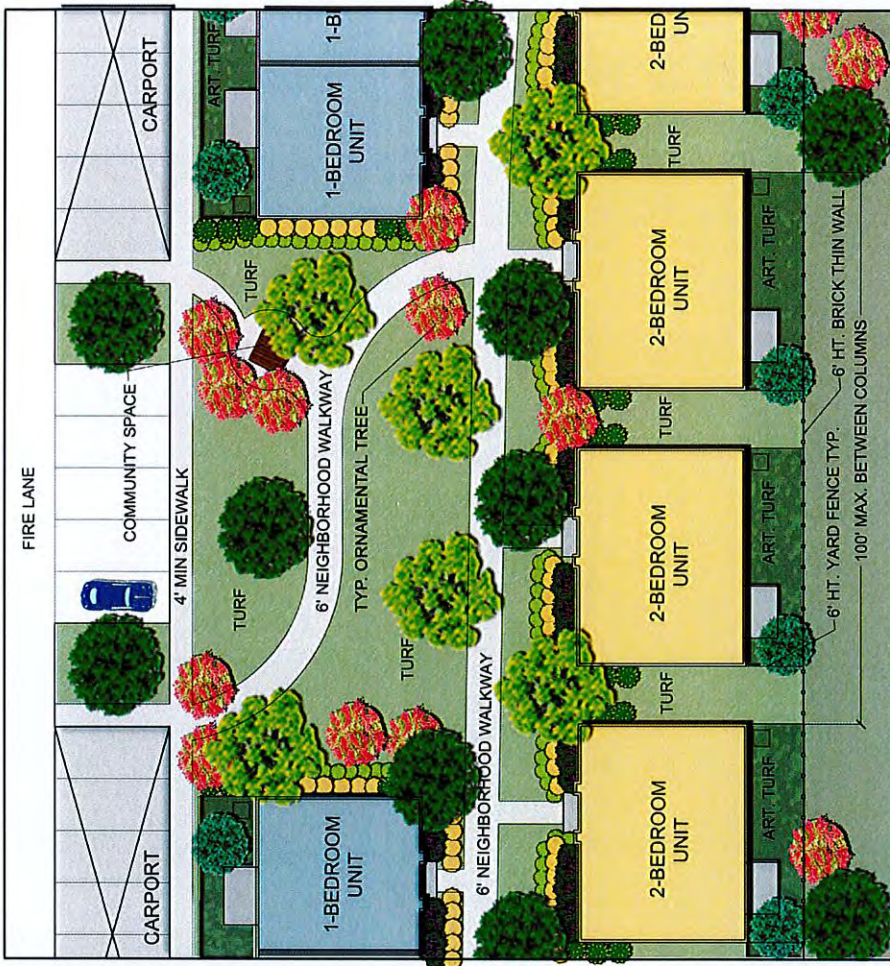 FIRE LANE
CARPORT
CARPORT
COMMUNITY SPACE
4' MIN SIDEWALK
ART. TURF
TURF
TURF
6' NEIGHBORHOOD WALKWAY
1-BEDROOM
UNIT
1-BEDROOM
UNIT
TYP. ORNAMENTAL TREE
TURF
6' NEIGHBORHOOD WALKWAY
2-BEDROOM
UNIT
2-BEDROOM
UNIT
2-BEDROOM
UNIT
TURF
TURF
TURF
ART. TURF
ART. TURF
ART. TURF
6' HT. YARD FENCE TYP.
6' HT. BRICK THIN WALL
100' MAX. BETWEEN COLUMNS